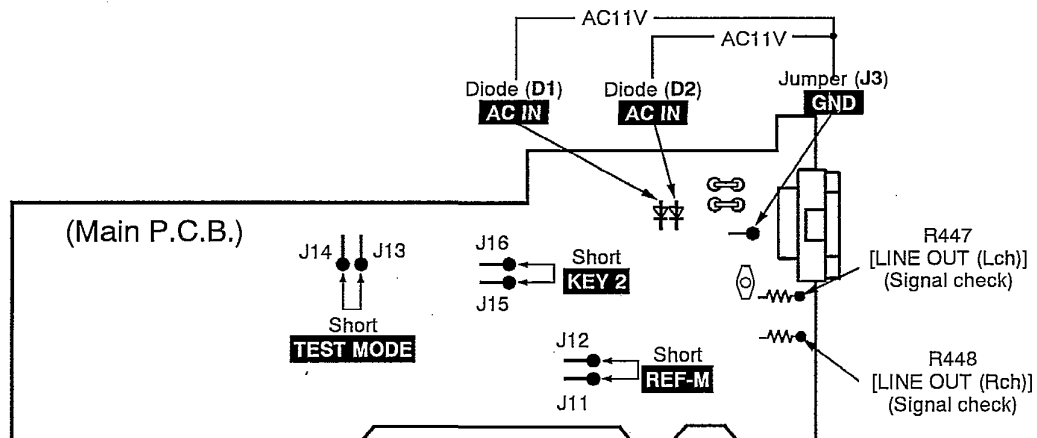 AC11V
AC11V
Diode (D1)
AC IN
Diode (D2)
AC IN
Jumper (J3)
GND
(Main P.C.B.)
J14
J13
Short
TEST MODE
J16
J15
Short
KEY 2
J12
J11
Short
REF-M
R447
[LINE OUT (Lch)]
(Signal check)
R448
[LINE OUT (Rch)]
(Signal check)